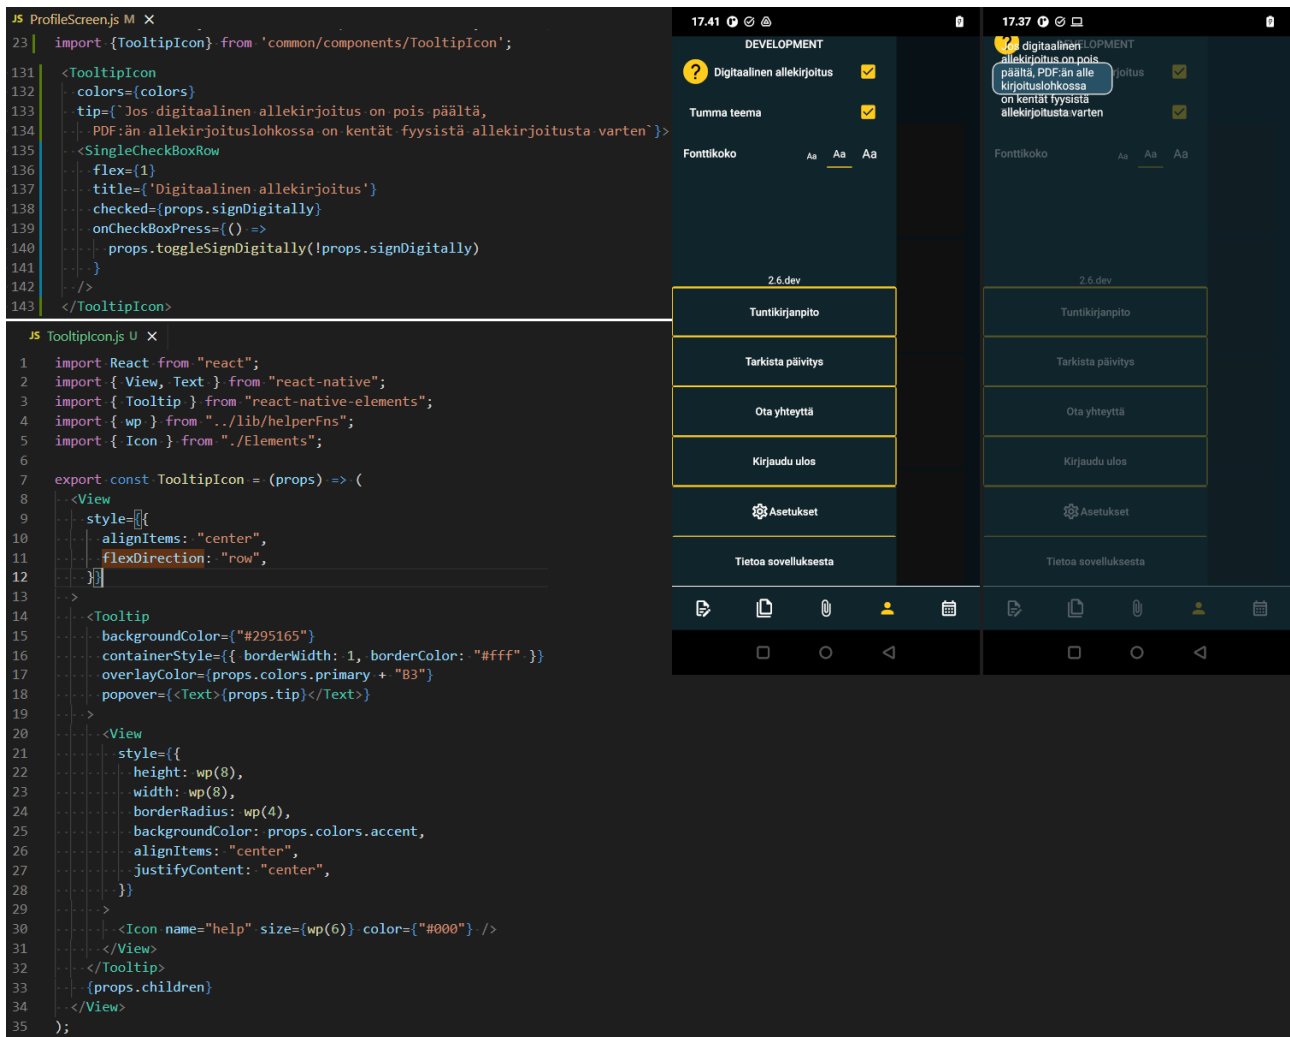 JS ProfileScreen.js M ×
23 import {TooltipIcon} from 'common/components/TooltipIcon';
131 <TooltipIcon
132 colors={colors}
133 tip={`Jos digitaalinen allekirjoitus on pois päältä,
134 PDF:än allekirjoituslohkossa on kentät fyysistä allekirjoitusta varten`}>
135 <SingleCheckBoxRow
136 flex={1}
137 title={'Digitaalinen allekirjoitus'}
138 checked={props.signDigitally}
139 onCheckBoxPress={() =>
140 props.toggleSignDigitally(!props.signDigitally)
141 }
142 />
143 </TooltipIcon>
JS TooltipIcon.js U ×
1 import React from "react";
2 import { View, Text } from "react-native";
3 import { Tooltip } from "react-native-elements";
4 import { wp } from "../lib/helperFns";
5 import { Icon } from "./Elements";
6
7 export const TooltipIcon = (props) => (
8 <View
9 style={{
10 alignItems: "center",
11 flexDirection: "row",
12 }}
13 >
14 <Tooltip
15 backgroundColor={"#295165"}
16 containerStyle={{ borderWidth: 1, borderColor: "#fff" }}
17 overlayColor={props.colors.primary + "B3"}
18 popover={<Text>{props.tip}</Text>}
19 >
20 <View
21 style={{
22 height: wp(8),
23 width: wp(8),
24 borderRadius: wp(4),
25 backgroundColor: props.colors.accent,
26 alignItems: "center",
27 justifyContent: "center",
28 }}
29 >
30 <Icon name="help" size={wp(6)} color={"#000"} />
31 </View>
32 </Tooltip>
33 {props.children}
34 </View>
35 );
17.41
DEVELOPMENT
? Digitaalinen allekirjoitus
Tumma teema
Fonttikoko Aa Aa Aa
2.6.dev
Tuntikirjanpito
Tarkista päivitys
Ota yhteyttä
Kirjaudu ulos
Asetukset
Tietoa sovelluksesta
17.37
Jos digitaalinen
allekirjoitus on pois
päältä, PDF:än alle
kirjoituslohkossa
on kentät fyysistä
allekirjoitusta varten
Fonttikoko Aa Aa Aa
2.6.dev
Tuntikirjanpito
Tarkista päivitys
Ota yhteyttä
Kirjaudu ulos
Asetukset
Tietoa sovelluksesta